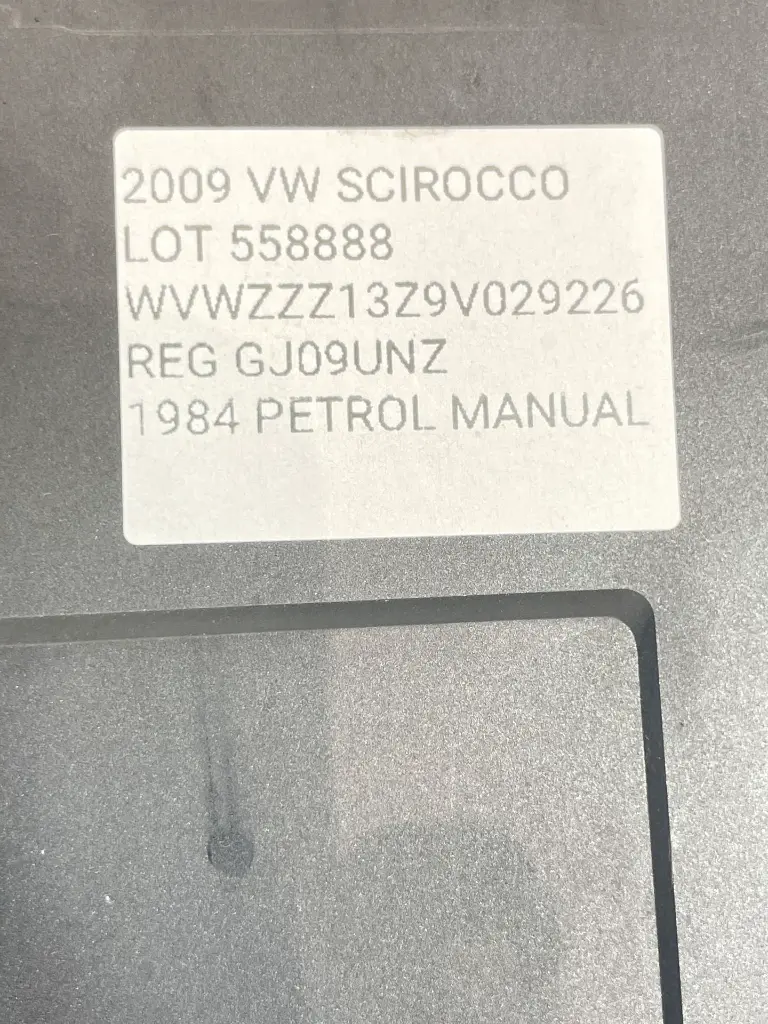 2009 VW SCIROCCO
LOT 558888
WVWZZZ13Z9V029226
REG GJ09UNZ
1984 PETROL MANUAL